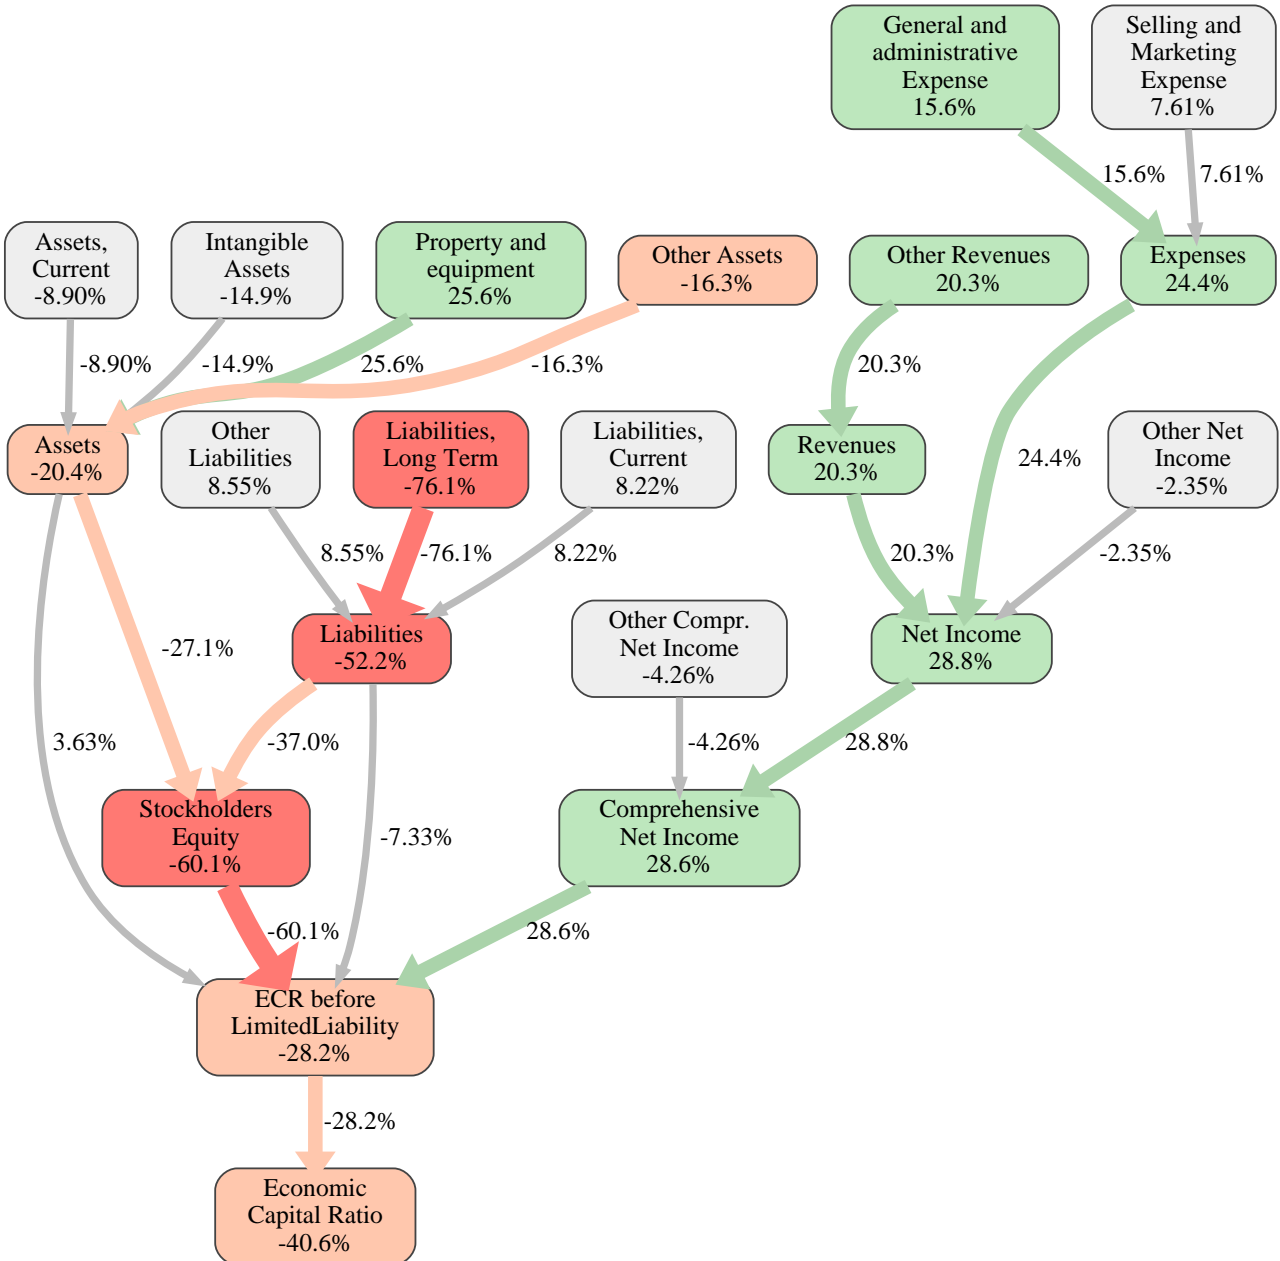 General and
administrative
Expense
15.6%
Selling and
Marketing
Expense
7.61%
15.6%
7.61%
Assets,
Current
-8.90%
Intangible
Assets
-14.9%
Property and
equipment
25.6%
Other Assets
-16.3%
Other Revenues
20.3%
Expenses
24.4%
-8.90%
-14.9%
25.6%
-16.3%
20.3%
24.4%
Assets
-20.4%
Other
Liabilities
8.55%
Liabilities,
Long Term
-76.1%
Liabilities,
Current
8.22%
Revenues
20.3%
Other Net
Income
-2.35%
8.55%
-76.1%
8.22%
20.3%
-2.35%
-27.1%
Liabilities
-52.2%
Other Compr.
Net Income
-4.26%
Net Income
28.8%
3.63%
-37.0%
-4.26%
28.8%
Stockholders
Equity
-60.1%
-7.33%
Comprehensive
Net Income
28.6%
-60.1%
28.6%
ECR before
LimitedLiability
-28.2%
-28.2%
Economic
Capital Ratio
-40.6%